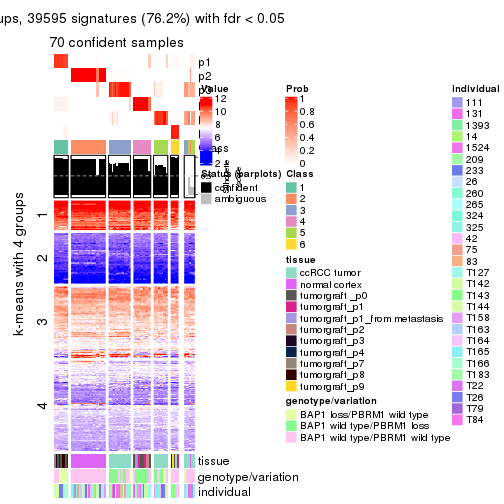 ups, 39595 signatures (76.2%) with fdr < 0.05
70 confident samples
p1
p2
Value
12
10
8
6
4
2
Status (barplots)
confident
ambiguous
k-means with 4 groups
1
2
3
4
tissue
genotype/variation
individual
Prob
1
0.8
0.6
0.4
0.2
0
Class
1
2
3
4
5
6
tissue
ccRCC tumor
normal cortex
tumorgraft _p0
tumorgraft_p1
tumorgraft_p1 _from metastasis
tumorgraft_p2
tumorgraft_p3
tumorgraft_p4
tumorgraft_p7
tumorgraft_p8
tumorgraft_p9
genotype/variation
BAP1 loss/PBRM1 wild type
BAP1 wild type/PBRM1 loss
BAP1 wild type/PBRM1 wild type
individual
111
131
1393
14
1524
209
233
26
260
265
324
325
42
75
83
T127
T142
T143
T144
T158
T163
T164
T165
T166
T183
T22
T26
T79
T84